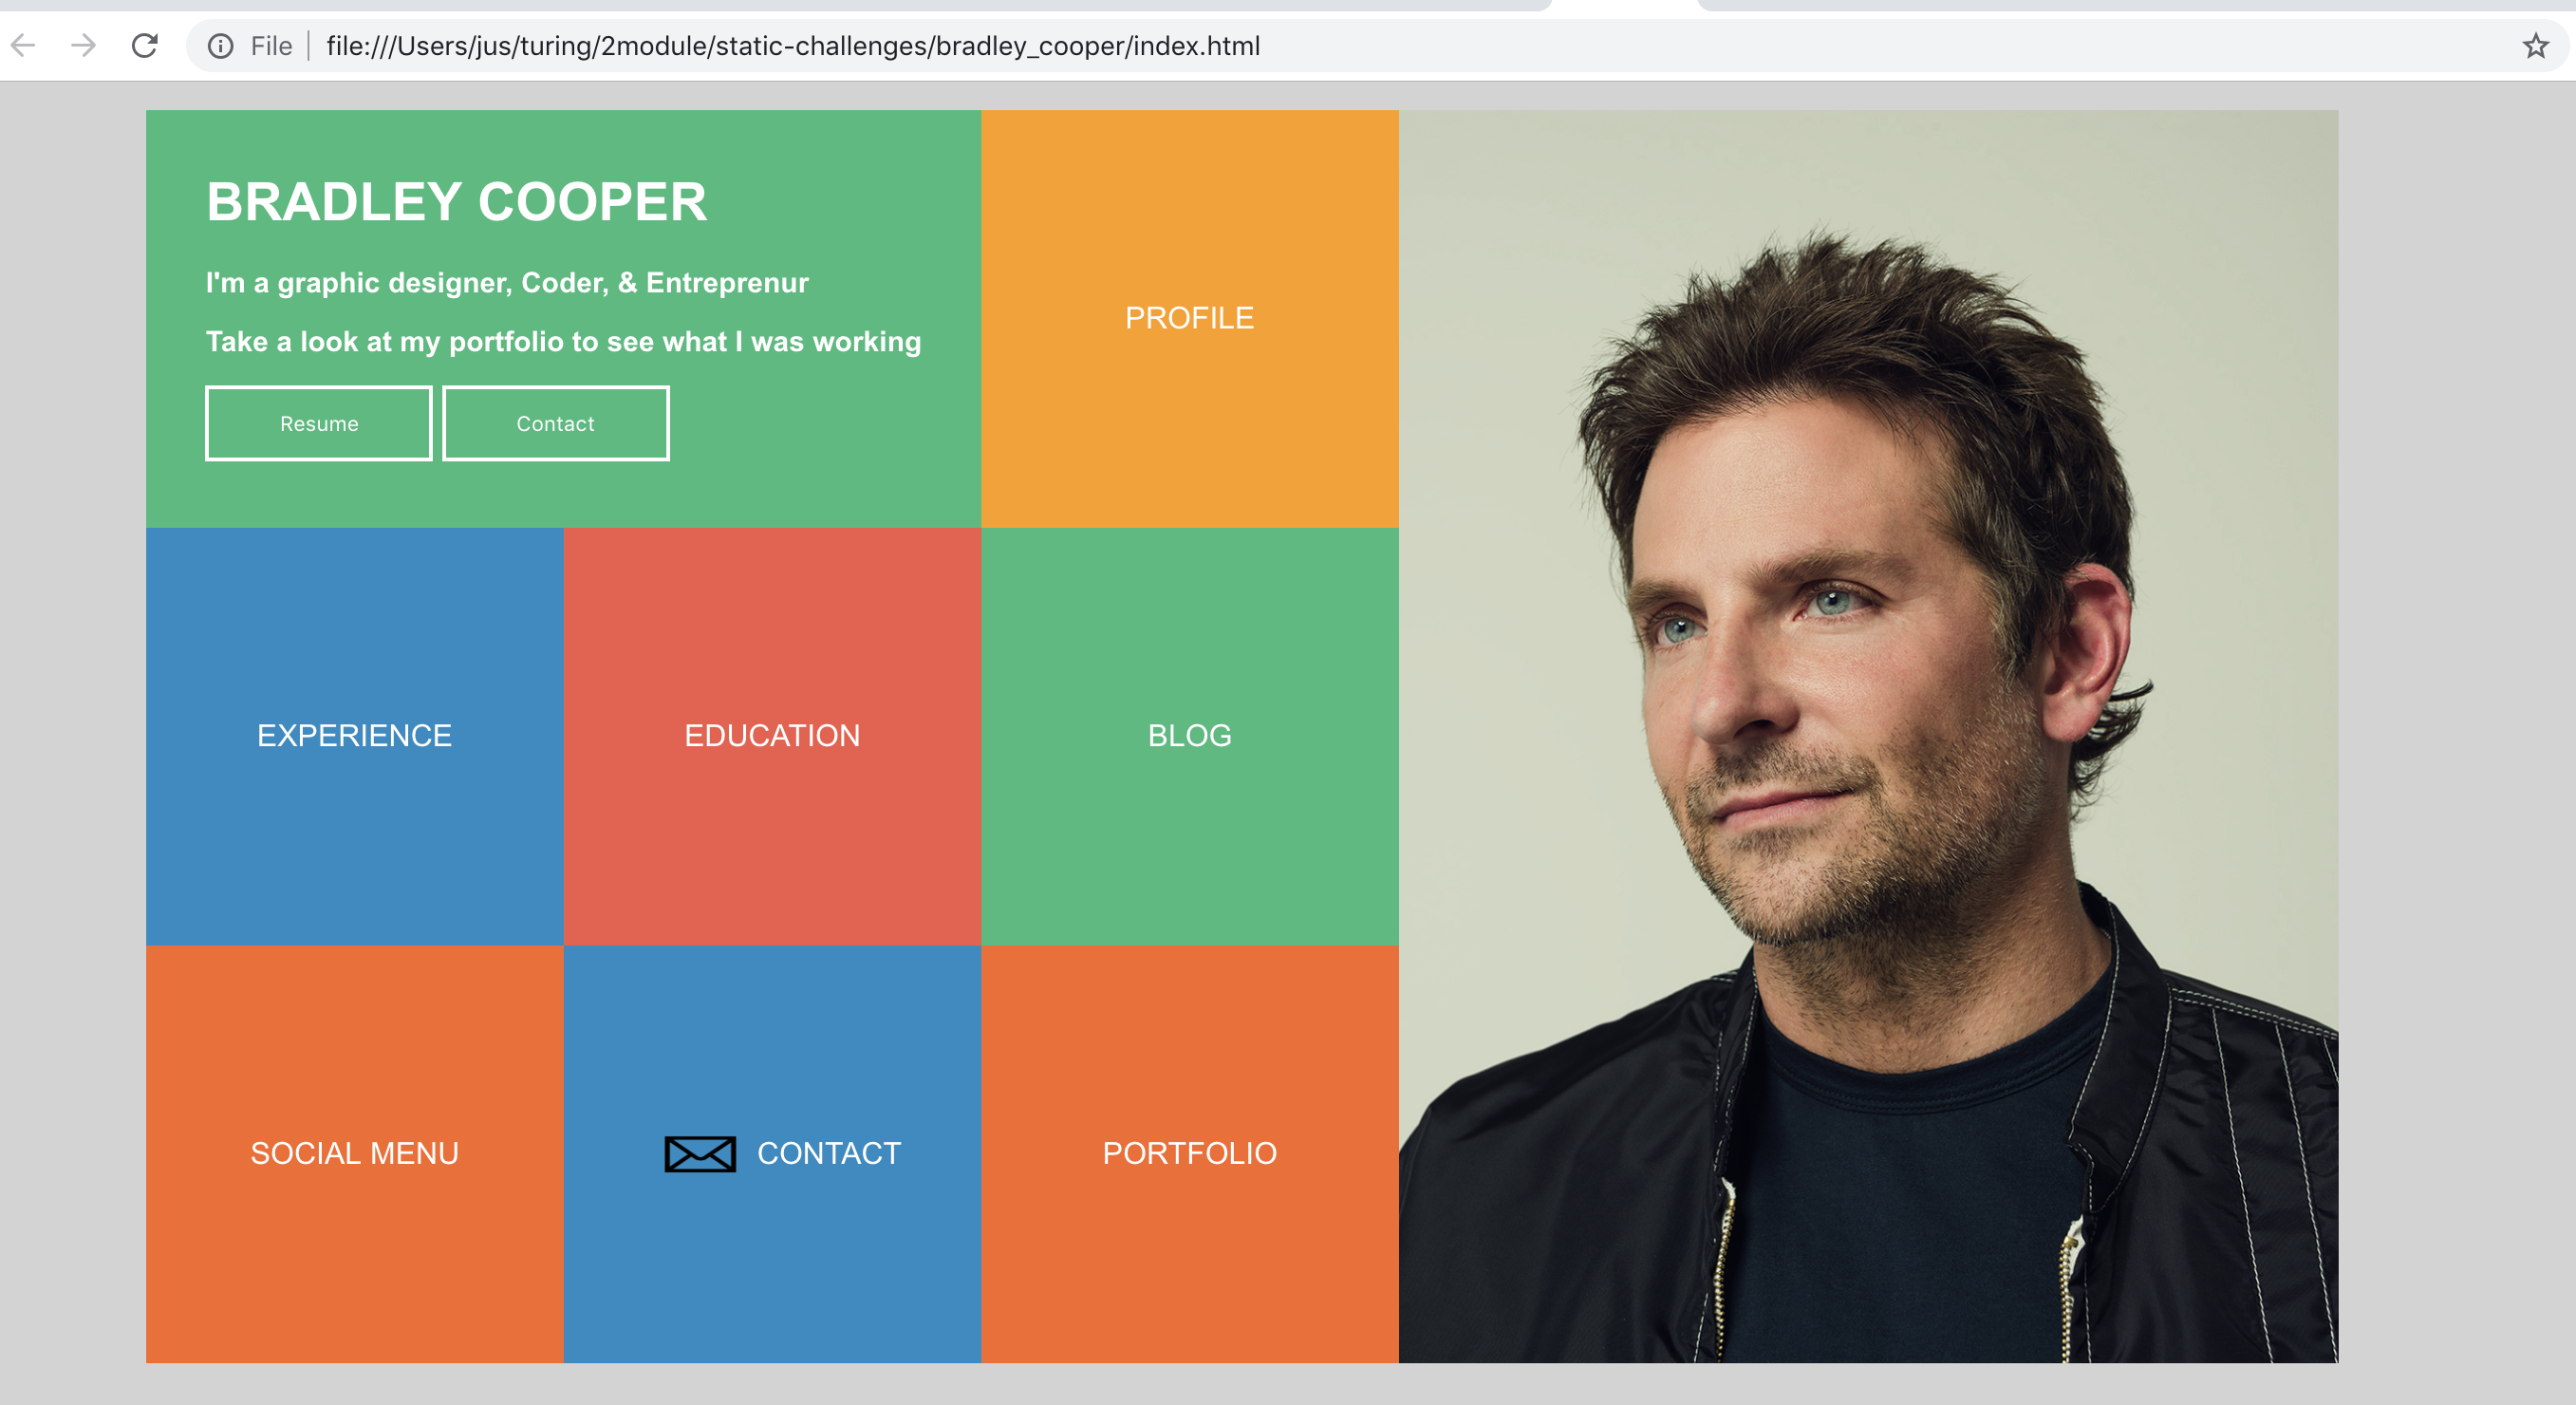 File
file:///Users/jus/turing/2module/static-challenges/bradley_cooper/index.html
BRADLEY COOPER
I'm a graphic designer, Coder, & Entreprenur
Take a look at my portfolio to see what I was working
Resume
Contact
PROFILE
EXPERIENCE
EDUCATION
BLOG
SOCIAL MENU
CONTACT
PORTFOLIO